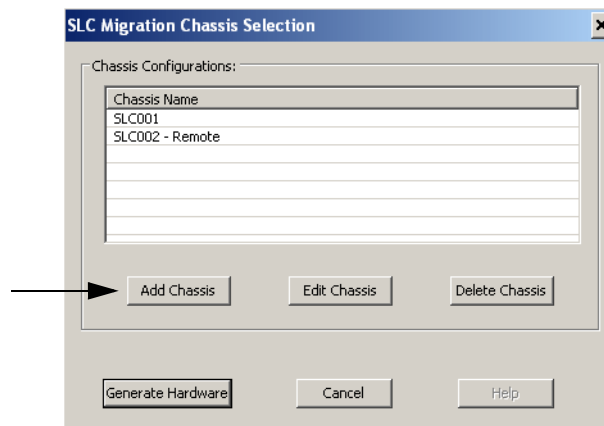 SLC Migration Chassis Selection
Chassis Configurations:
Chassis Name
SLC001
SLC002 - Remote
Add Chassis
Edit Chassis
Delete Chassis
Generate Hardware
Cancel
Help